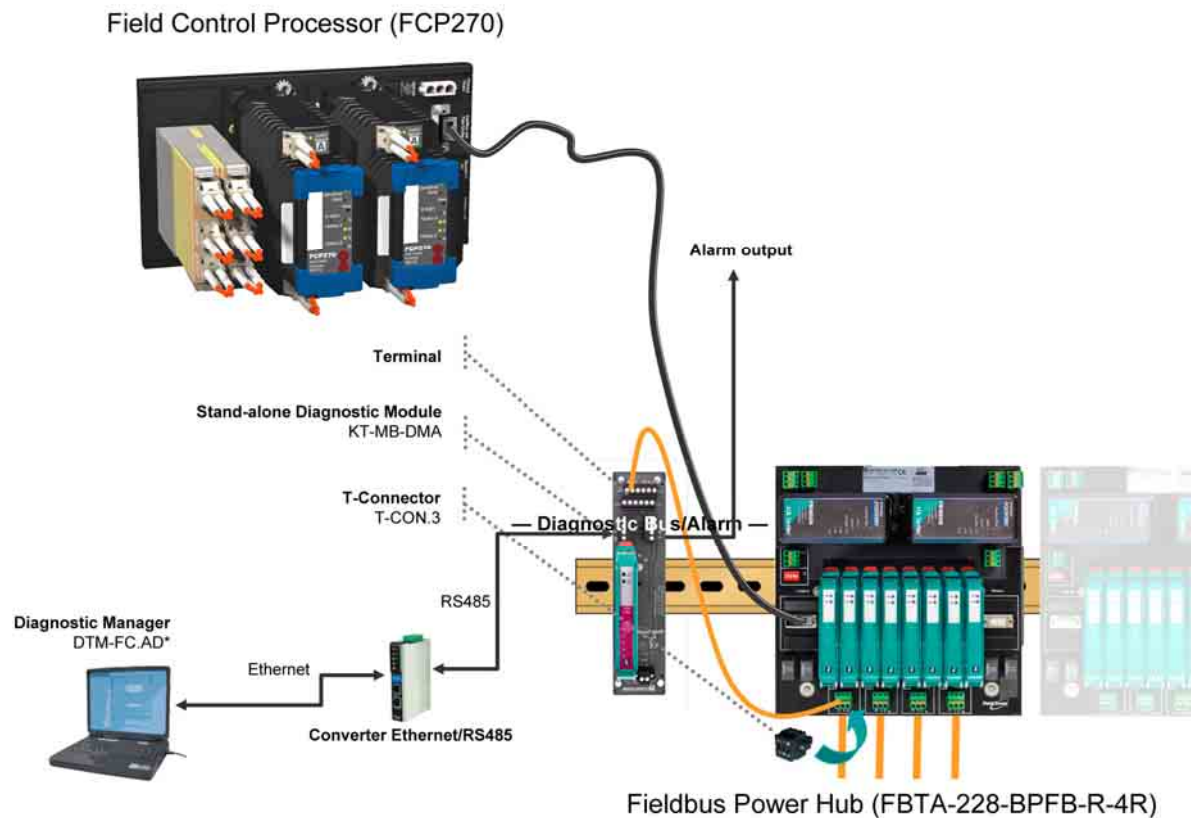 Field Control Processor (FCP270)
Alarm output
Terminal
Stand-alone Diagnostic Module
KT-MB-DMA
T-Connector
T-CON.3
— Diagnostic Bus/Alarm —
RS485
Diagnostic Manager
DTM-FC.AD*
Ethernet
Converter Ethernet/RS485
Fieldbus Power Hub (FBTA-228-BPFB-R-4R)
FCP270